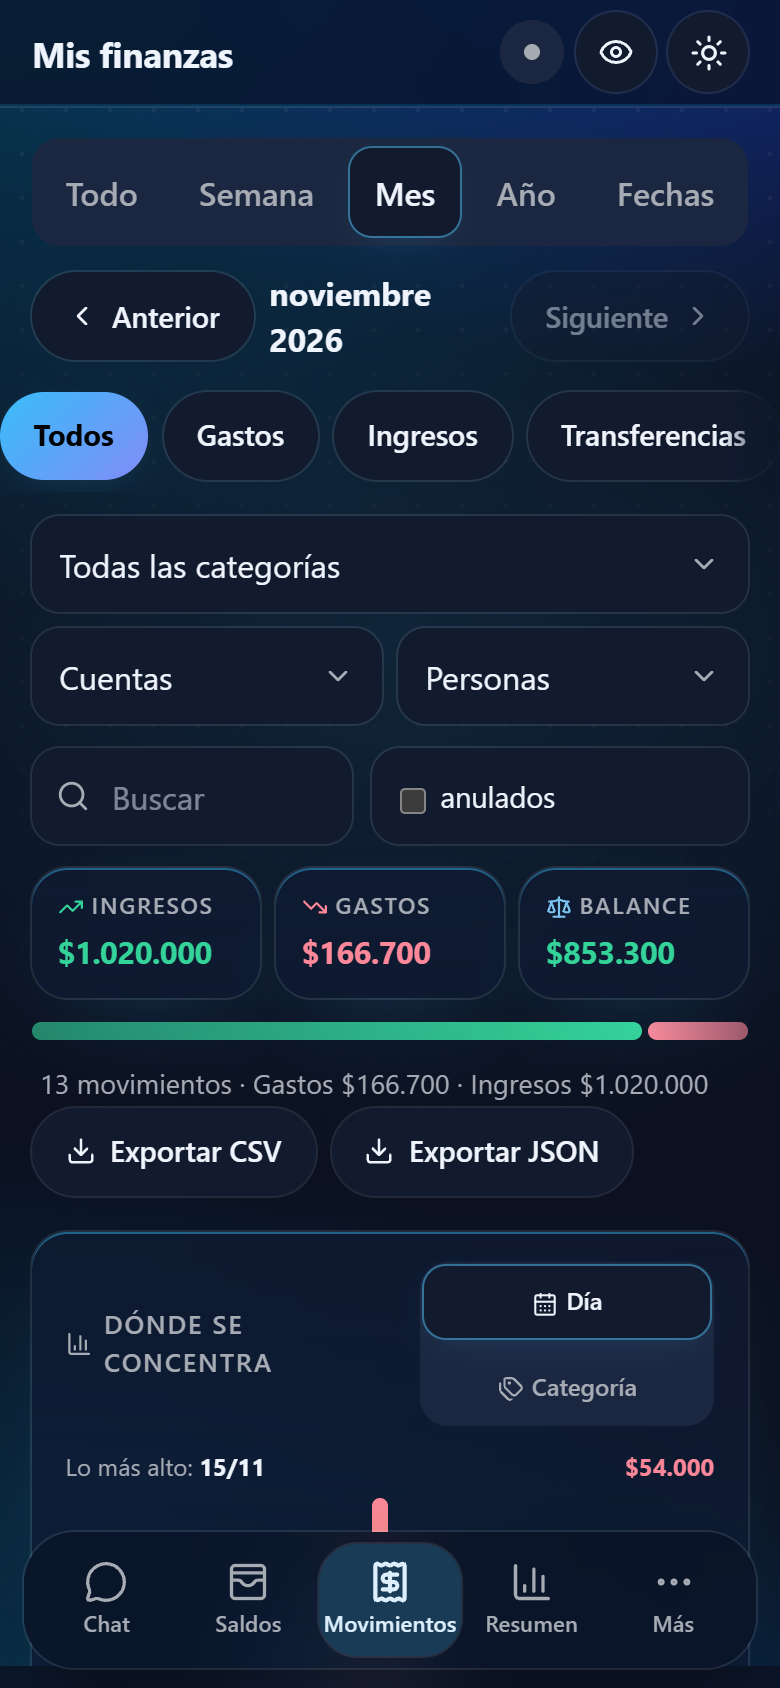 Mis finanzas
Todo Semana Mes Año Fechas
Anterior noviembre 2026 Siguiente
Todos Gastos Ingresos Transferencias
Todas las categorías
Cuentas Personas
Buscar anulados
INGRESOS GASTOS BALANCE
$1.020.000 $166.700 $853.300
13 movimientos · Gastos $166.700 · Ingresos $1.020.000
Exportar CSV Exportar JSON
DÓNDE SE CONCENTRA
Día
Categoría
Lo más alto: 15/11 $54.000
Chat Saldos Movimientos Resumen Más